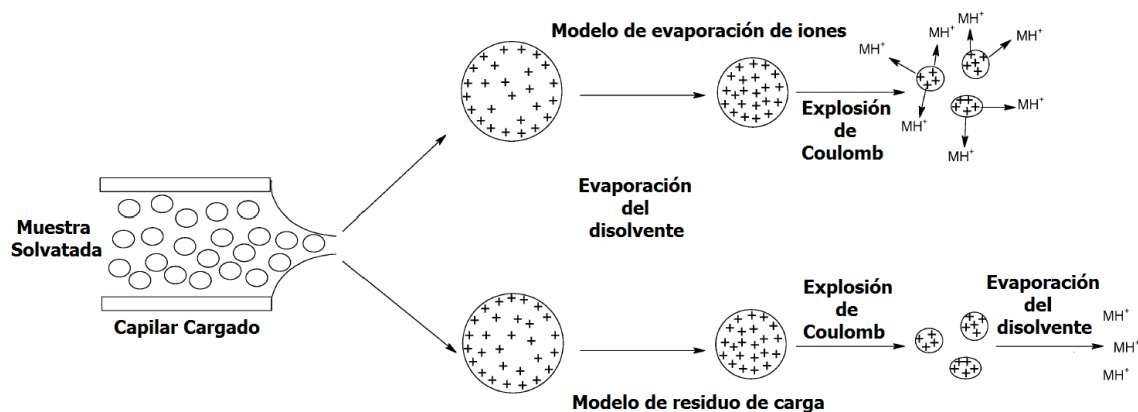 Modelo de evaporación de iones
MH⁺
MH⁺
MH⁺
MH⁺
MH⁺
MH⁺
MH⁺
Explosión
de
Coulomb
Muestra
Solvatada
Capilar Cargado
Evaporación
del
disolvente
Explosión
de
Coulomb
Evaporación
del
disolvente
MH⁺
MH⁺
MH⁺
Modelo de residuo de carga